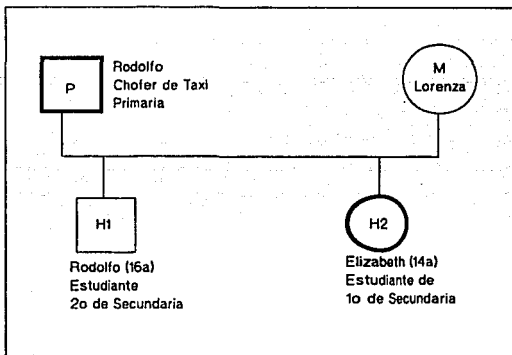 P
Rodolfo
Chofer de Taxi
Primaria
M
Lorenza
H1
Rodolfo (16a)
Estudiante
2o de Secundaria
H2
Elizabeth (14a)
Estudiante de
1o de Secundaria